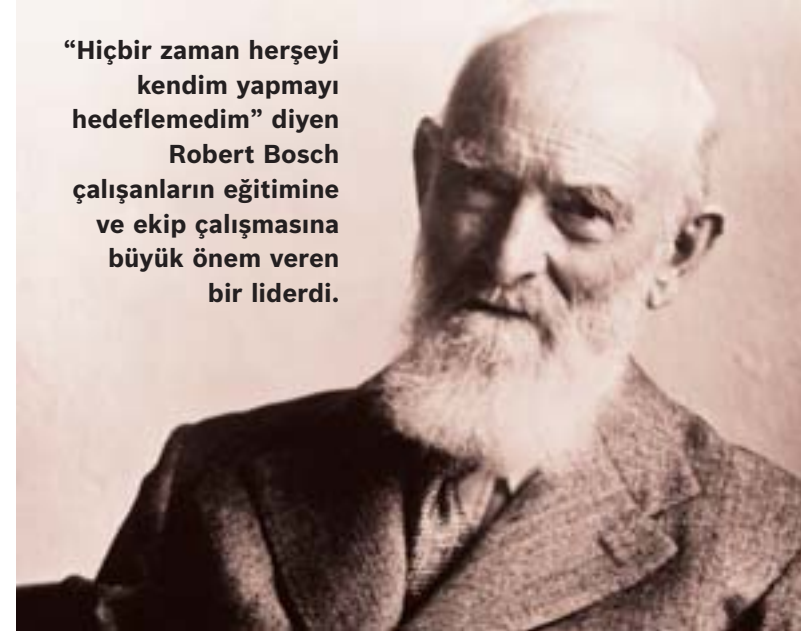 “Hiçbir zaman herşeyi
kendim yapmayı
hedeflemedim” diyen
Robert Bosch
çalışanların eğitimine
ve ekip çalışmasına
büyük önem veren
bir liderdi.